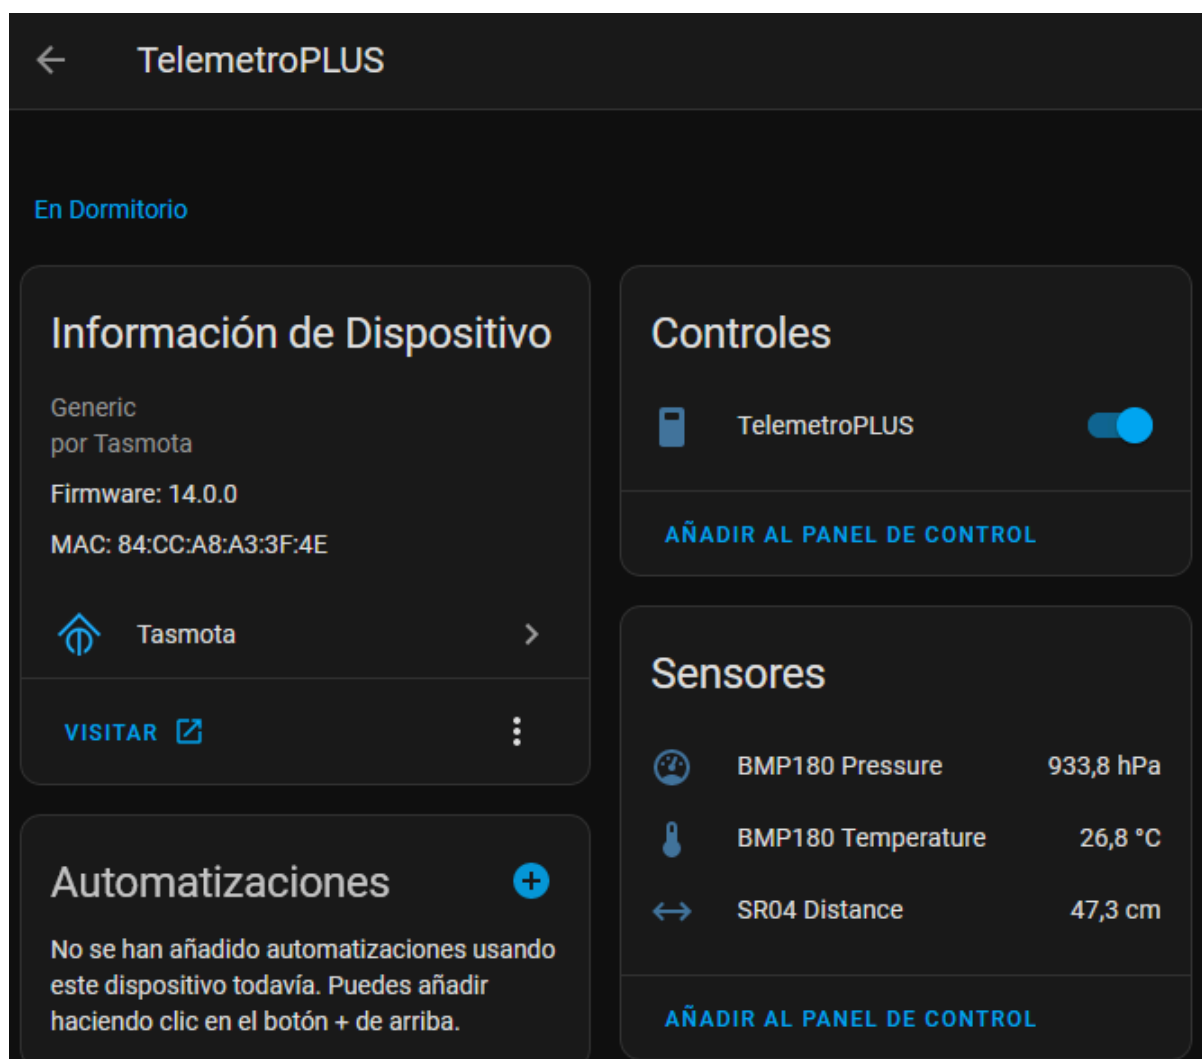 TelemetroPLUS
En Dormitorio
Información de Dispositivo
Generic
por Tasmota
Firmware: 14.0.0
MAC: 84:CC:A8:A3:3F:4E
Tasmota
VISITAR
Automatizaciones
No se han añadido automatizaciones usando
este dispositivo todavía. Puedes añadir
haciendo clic en el botón + de arriba.
Controles
TelemetroPLUS
AÑADIR AL PANEL DE CONTROL
Sensores
BMP180 Pressure 933,8 hPa
BMP180 Temperature 26,8 °C
SR04 Distance 47,3 cm
AÑADIR AL PANEL DE CONTROL